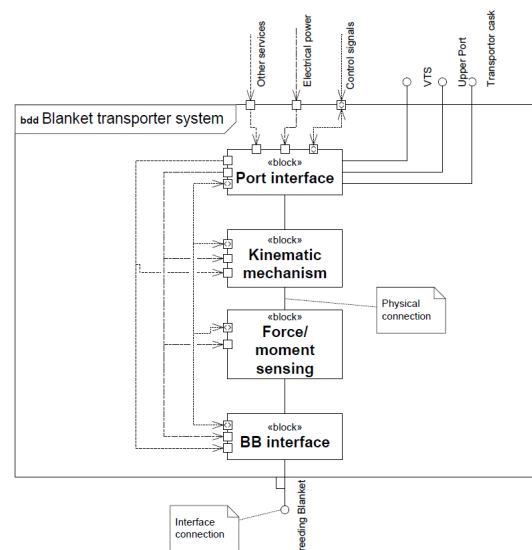 Other services
Electrical power
Control signals
VTS
Upper Port
Transportor cask
bdd Blanket transporter system
«block»
Port interface
«block»
Kinematic
mechanism
Physical
connection
«block»
Force/
moment
sensing
«block»
BB interface
Interface
connection
reeding Blanket